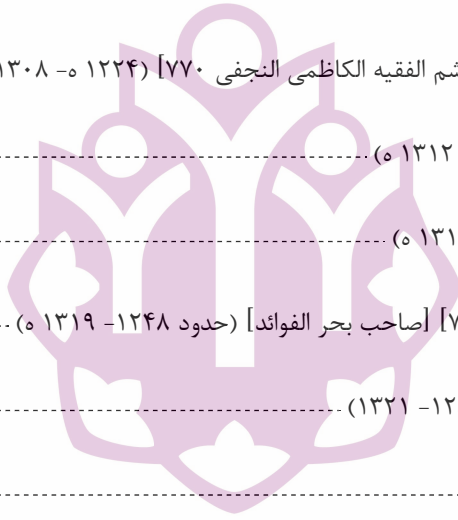 شم الفقیه الکاظمی النجفی ۷۷۰] (۱۲۲۴ ه- ۱۳۰۸
۱۳۱۲ ه)
۱۳۱ ه)
۷] [صاحب بحر الفوائد] (حدود ۱۲۴۸- ۱۳۱۹ ه)
۱۲- ۱۳۲۱)